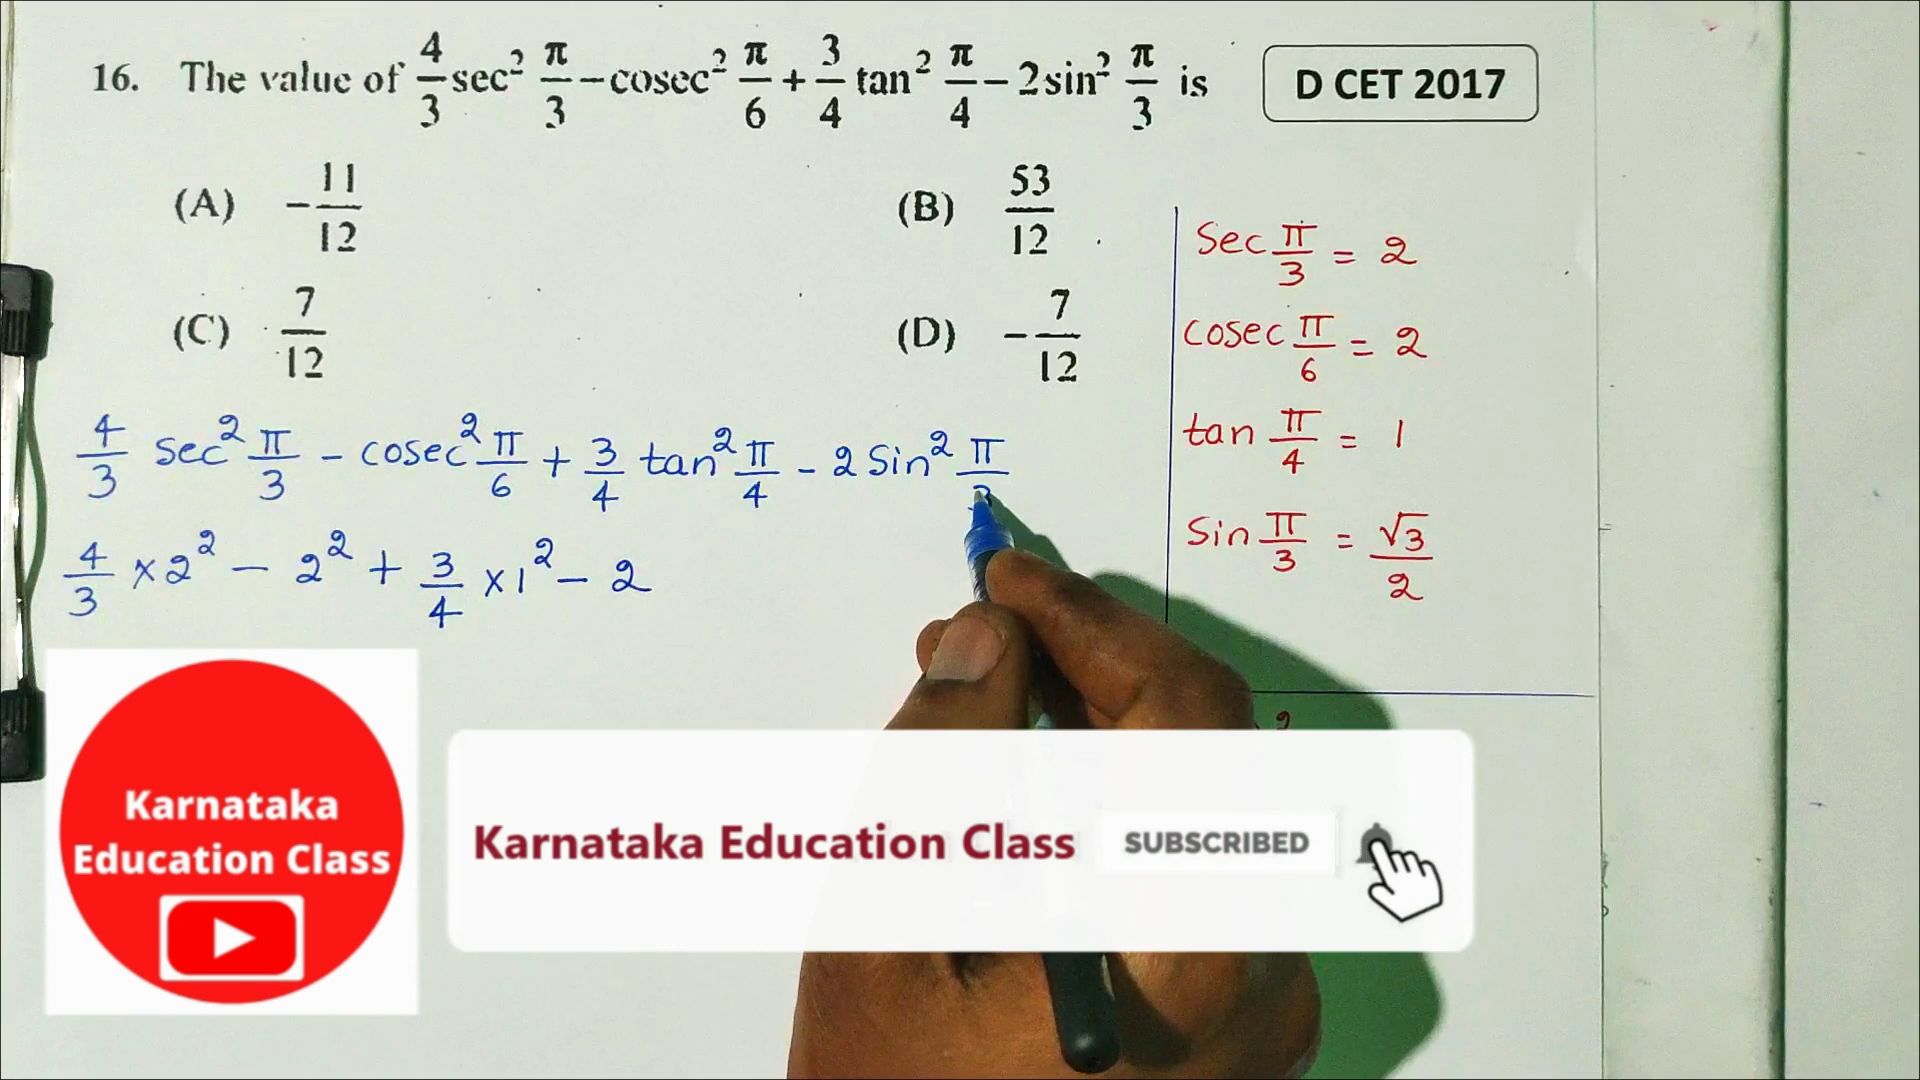 16. The value of 4/3 sec² π/3 − cosec² π/6 + 3/4 tan² π/4 − 2 sin² π/3 is
D CET 2017
(A) −11/12
(B) 53/12
(C) 7/12
(D) −7/12
Sec π/3 = 2
cosec π/6 = 2
tan π/4 = 1
Sin π/3 = √3/2
4/3 sec² π/3 − cosec² π/6 + 3/4 tan² π/4 − 2 Sin² π/3
4/3 × 2² − 2² + 3/4 × 1² − 2
Karnataka
Education Class
Karnataka Education Class
SUBSCRIBED